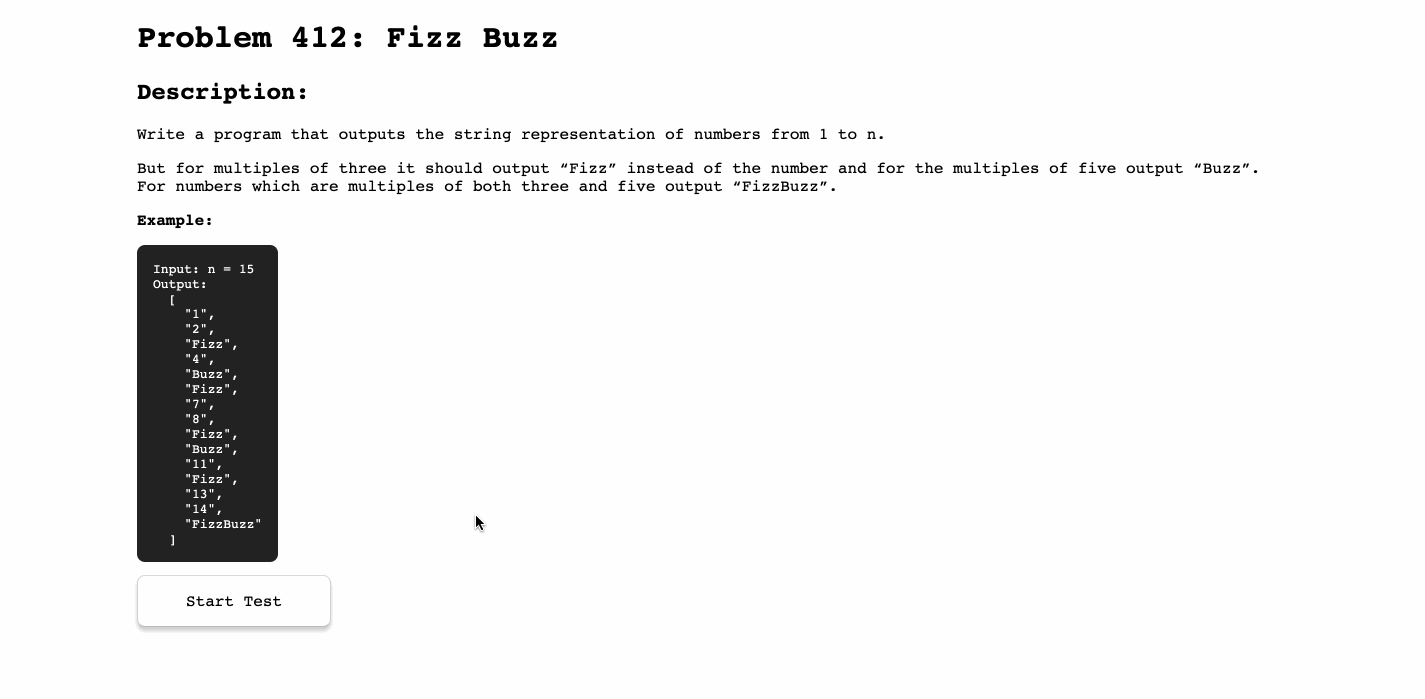 Problem 412: Fizz Buzz
Description:
Write a program that outputs the string representation of numbers from 1 to n.
But for multiples of three it should output “Fizz” instead of the number and for the multiples of five output “Buzz”.
For numbers which are multiples of both three and five output “FizzBuzz”.
Example:
Input: n = 15
Output:
[
"1",
"2",
"Fizz",
"4",
"Buzz",
"Fizz",
"7",
"8",
"Fizz",
"Buzz",
"11",
"Fizz",
"13",
"14",
"FizzBuzz"
]
Start Test